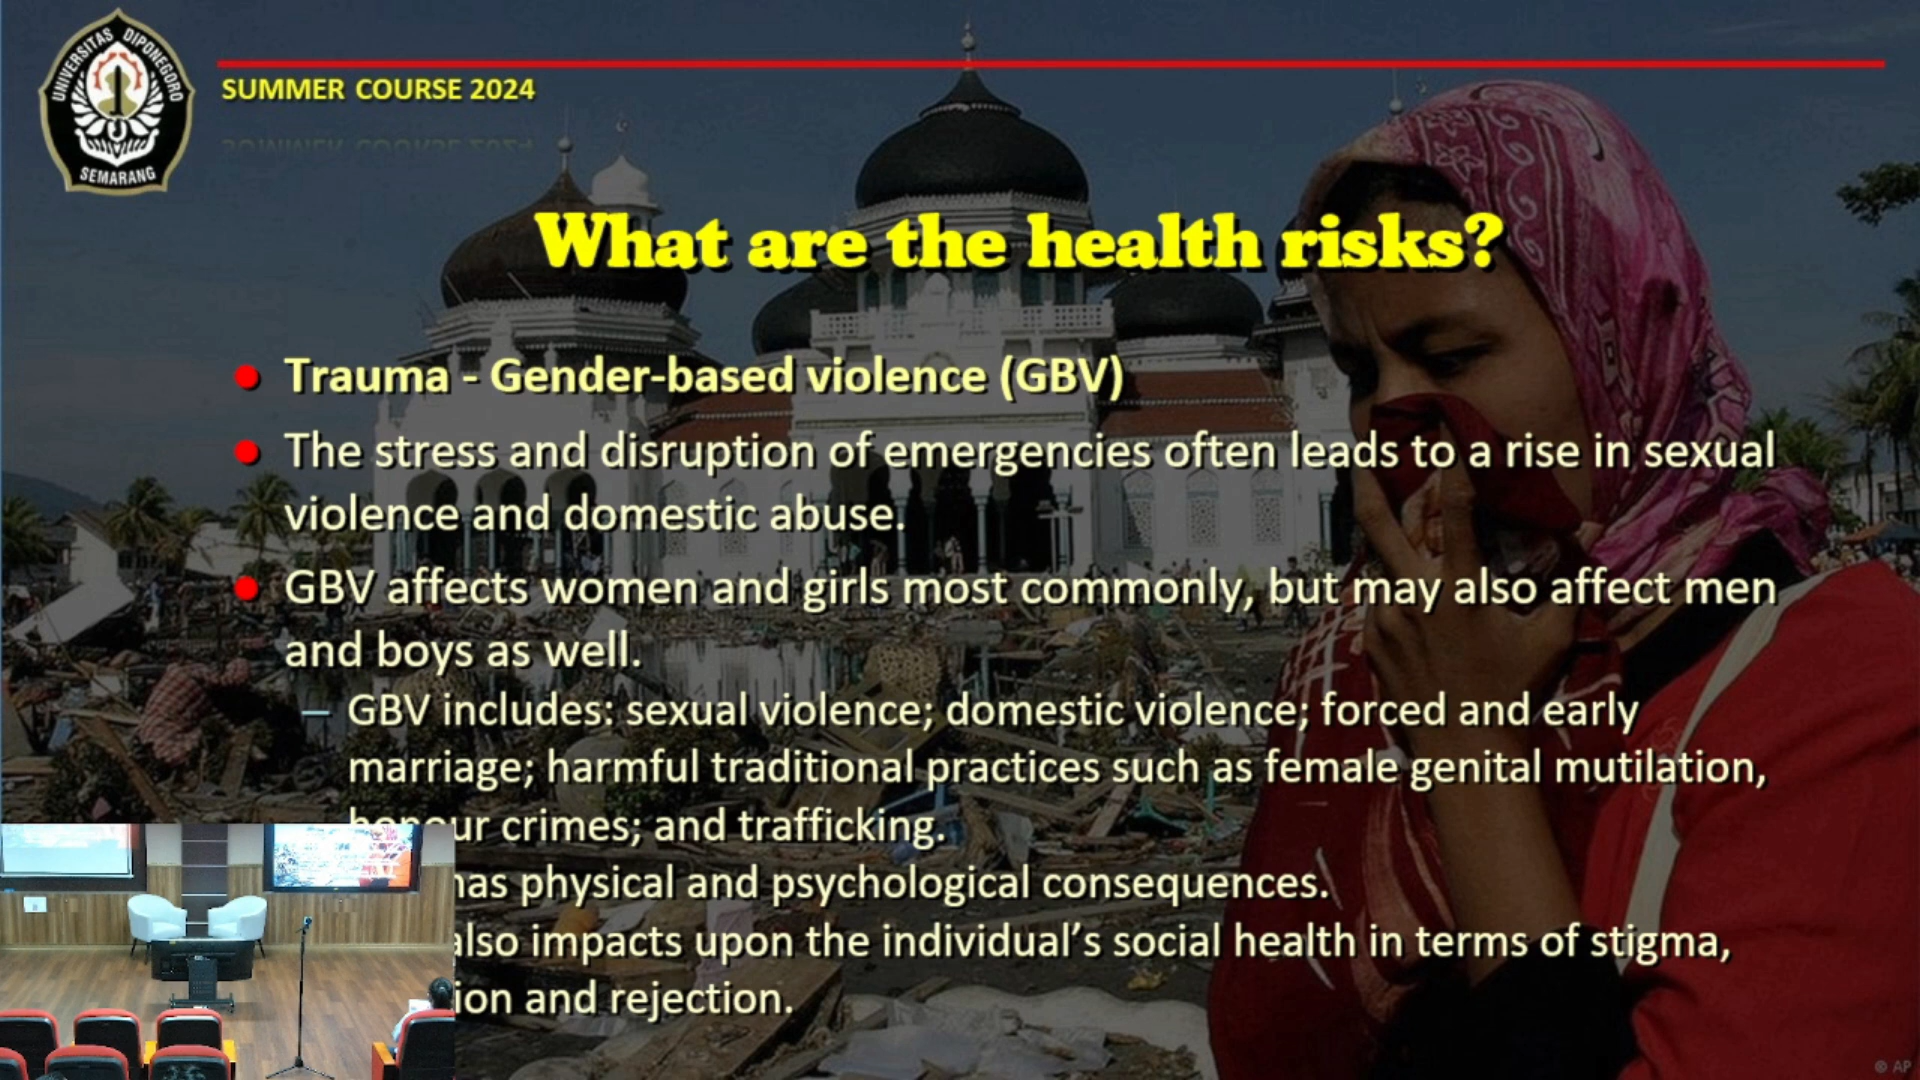 UNIVERSITAS DIPONEGORO
SEMARANG
SUMMER COURSE 2024
What are the health risks?
Trauma - Gender-based violence (GBV)
The stress and disruption of emergencies often leads to a rise in sexual
violence and domestic abuse.
GBV affects women and girls most commonly, but may also affect men
and boys as well.
– GBV includes: sexual violence; domestic violence; forced and early
marriage; harmful traditional practices such as female genital mutilation,
honour crimes; and trafficking.
has physical and psychological consequences.
also impacts upon the individual's social health in terms of stigma,
and rejection.
© AP